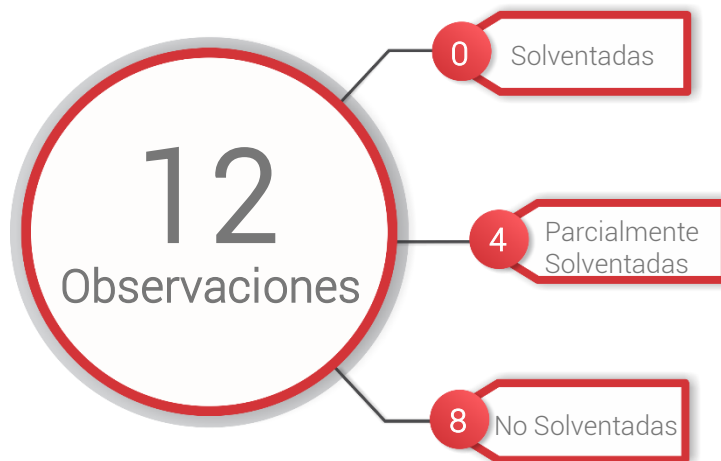 12
Observaciones
0
Solventadas
4
Parcialmente
Solventadas
8
No Solventadas